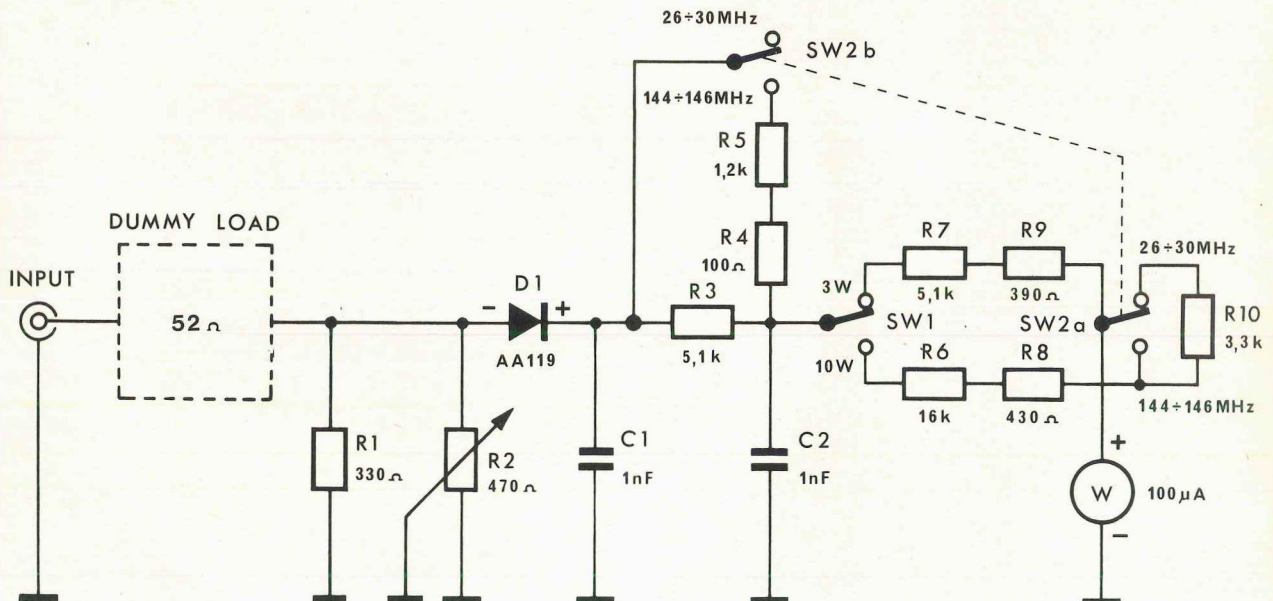 26÷30MHz
SW2b
144÷146MHz
R5
1,2k
DUMMY LOAD
R4
100Ω
R7
R9
26÷30MHz
INPUT
52Ω
- D1 +
AA119
R3
5,1k
3W
5,1k
390Ω
SW1
SW2a
R10
3,3k
10W
R6
R8
16k
430Ω
144÷146MHz
R1
330Ω
R2
470Ω
C1
1nF
C2
1nF
+
W
100µA
-